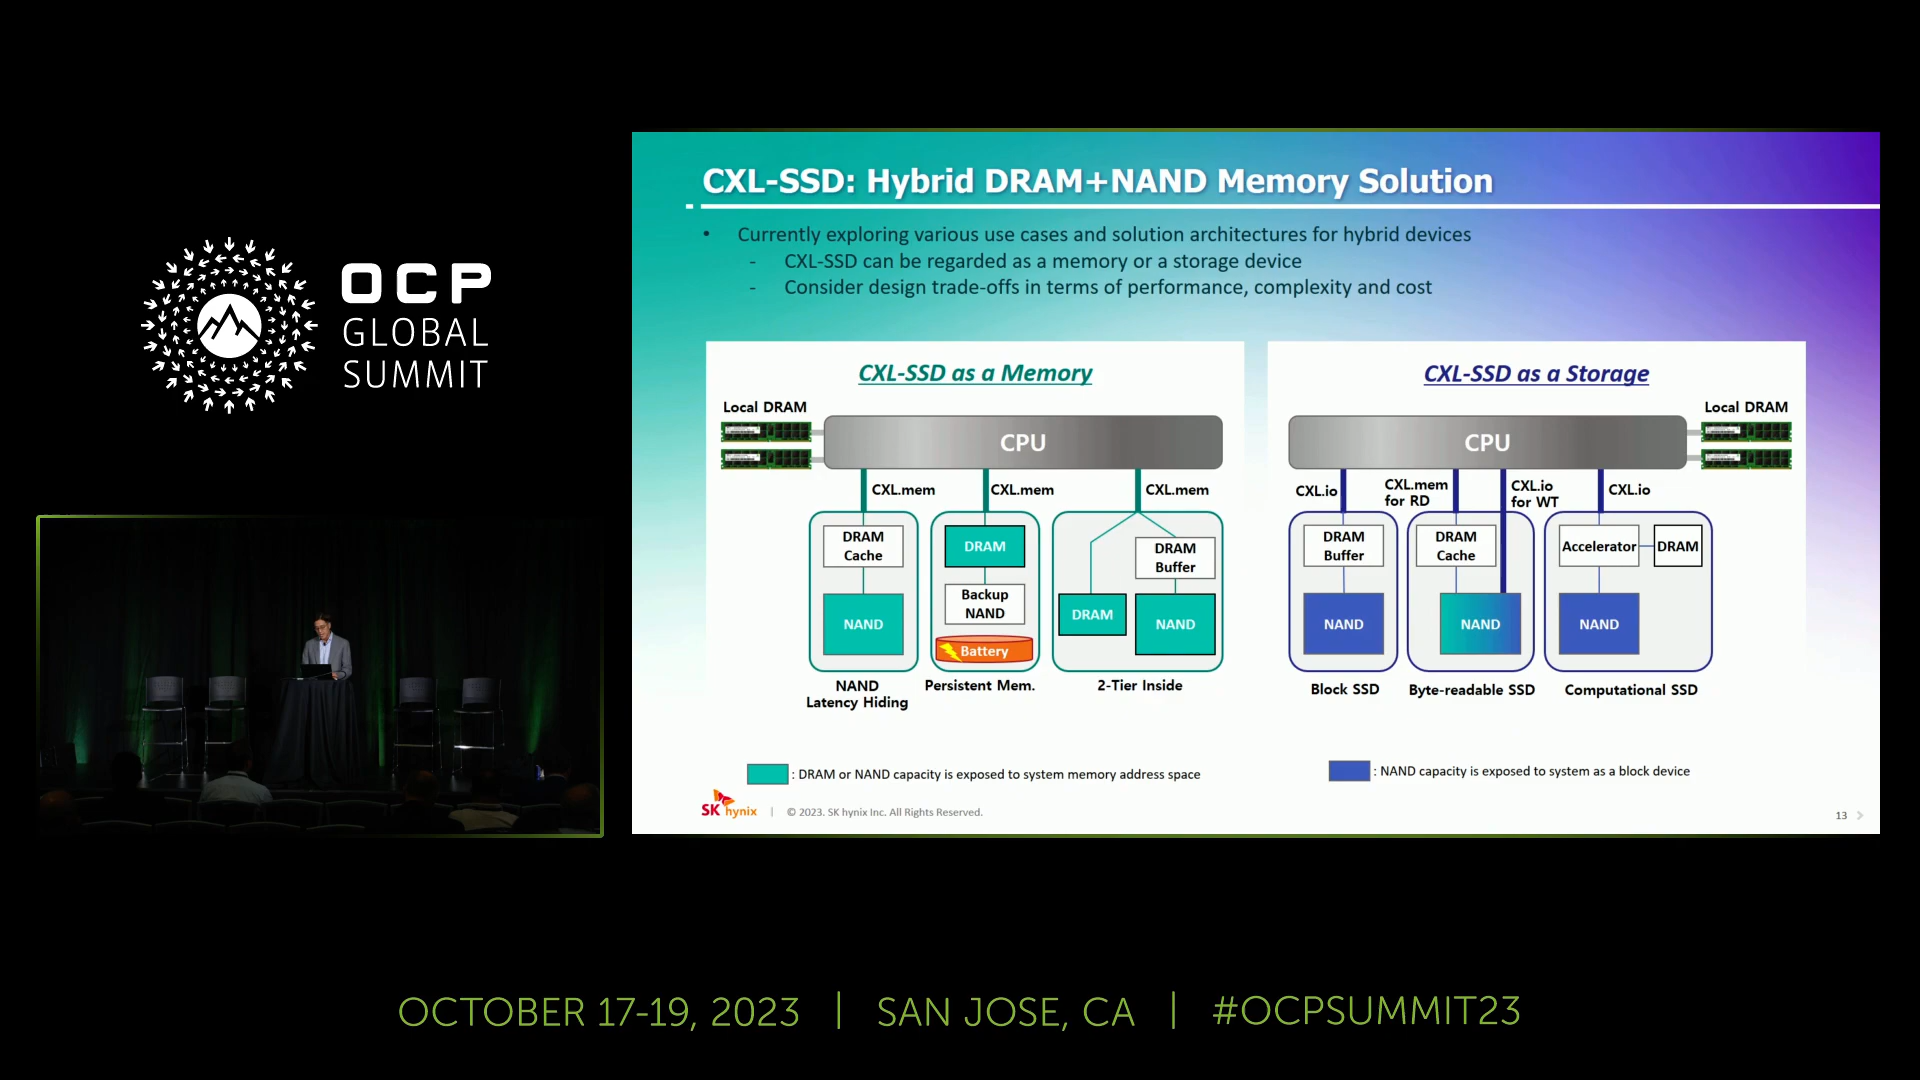 OCP
GLOBAL
SUMMIT
CXL-SSD: Hybrid DRAM+NAND Memory Solution
• Currently exploring various use cases and solution architectures for hybrid devices
- CXL-SSD can be regarded as a memory or a storage device
- Consider design trade-offs in terms of performance, complexity and cost
CXL-SSD as a Memory
Local DRAM
CPU
CXL.mem
CXL.mem
CXL.mem
DRAM
Cache
NAND
NAND
Latency Hiding
DRAM
Backup
NAND
Battery
Persistent Mem.
DRAM
Buffer
DRAM
NAND
2-Tier Inside
: DRAM or NAND capacity is exposed to system memory address space
CXL-SSD as a Storage
Local DRAM
CPU
CXL.io
CXL.mem
for RD
CXL.io
for WT
CXL.io
DRAM
Buffer
NAND
Block SSD
DRAM
Cache
NAND
Byte-readable SSD
Accelerator
DRAM
NAND
Computational SSD
: NAND capacity is exposed to system as a block device
SK hynix | © 2023. SK hynix Inc. All Rights Reserved.
13
OCTOBER 17-19, 2023 | SAN JOSE, CA | #OCPSUMMIT23